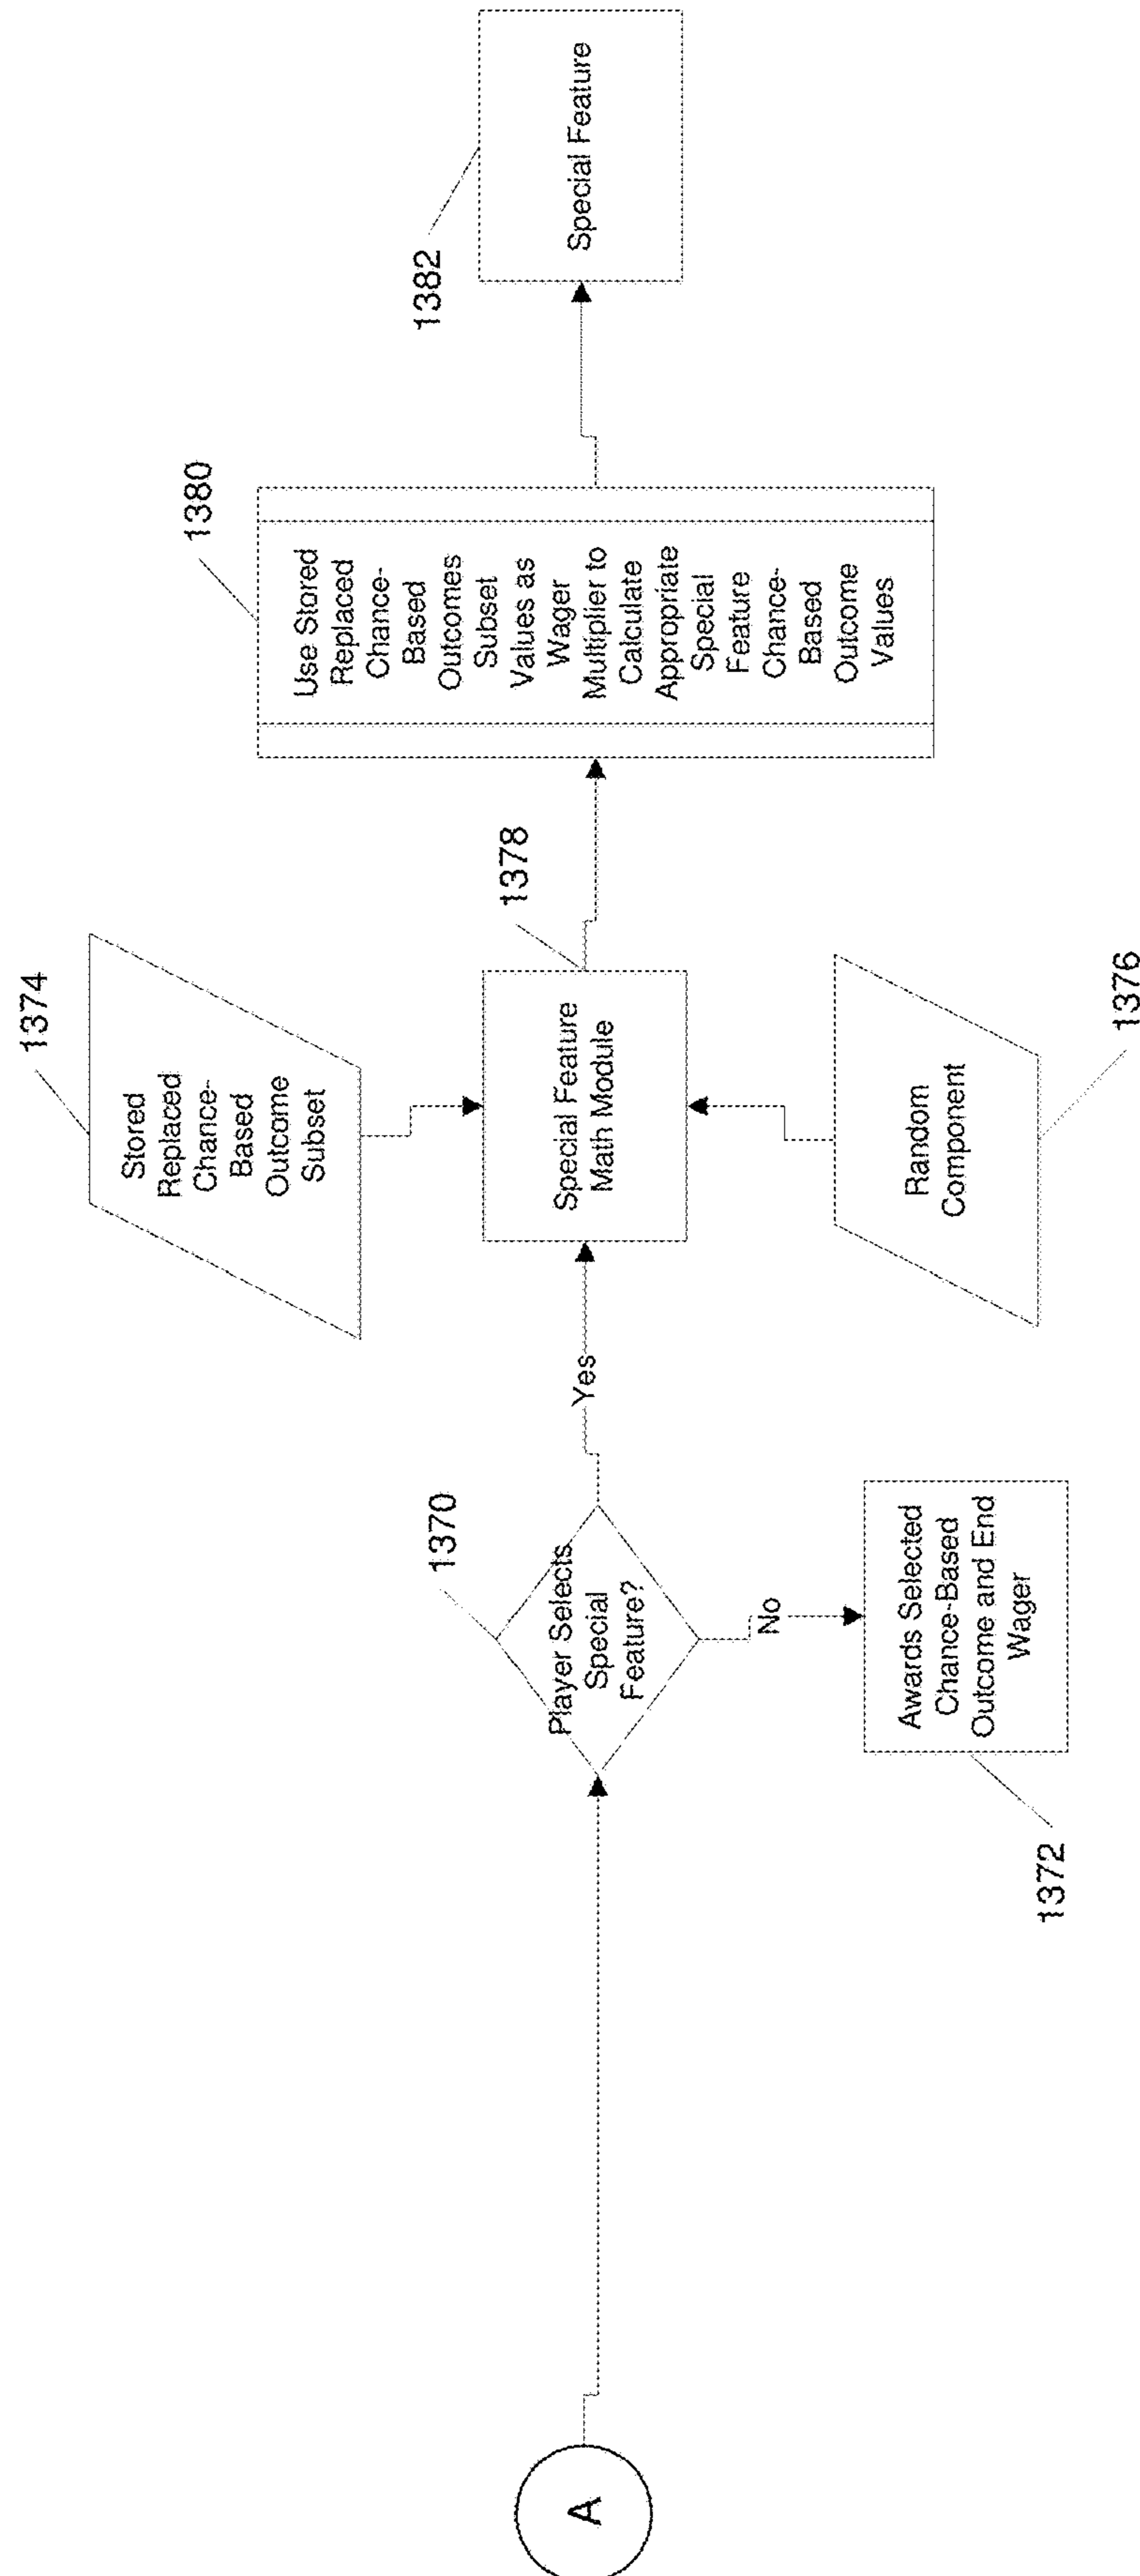 A
1370
Player Selects
Special
Feature?
Yes
No
1372
Awards Selected
Chance-Based
Outcome and End
Wager
1374
Stored
Replaced
Chance-
Based
Outcome
Subset
1376
Random
Component
1378
Special Feature
Math Module
1380
Use Stored
Replaced
Chance-
Based
Outcomes
Subset
Values as
Wager
Multiplier to
Calculate
Appropriate
Special
Feature
Chance-
Based
Outcome
Values
1382
Special Feature